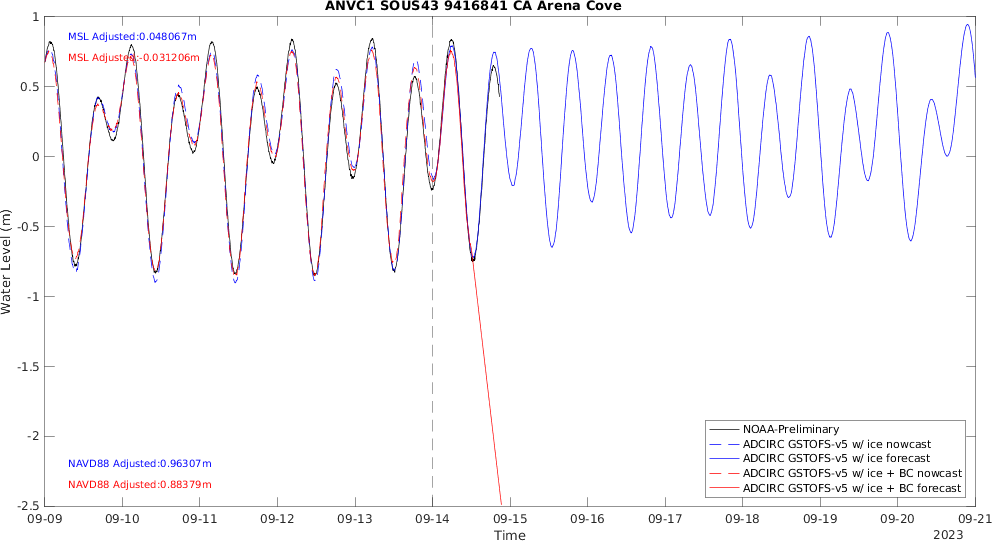 ANVC1 SOUS43 9416841 CA Arena Cove
MSL Adjusted:0.048067m
MSL Adjusted:-0.031206m
1
0.5
0
-0.5
-1
-1.5
-2
-2.5
Water Level (m)
NAVD88 Adjusted:0.96307m
NAVD88 Adjusted:0.88379m
NOAA-Preliminary
ADCIRC GSTOFS-v5 w/ ice nowcast
ADCIRC GSTOFS-v5 w/ ice forecast
ADCIRC GSTOFS-v5 w/ ice + BC nowcast
ADCIRC GSTOFS-v5 w/ ice + BC forecast
09-09 09-10 09-11 09-12 09-13 09-14 09-15 09-16 09-17 09-18 09-19 09-20 09-21
Time
2023